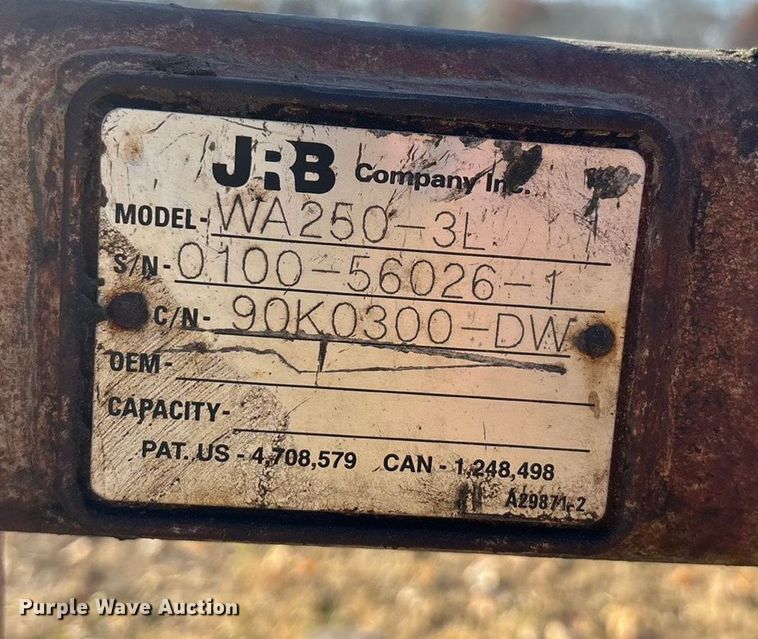 JRB Company Inc.
MODEL- WA250-3L
S/N- 0100-56026-1
C/N- 90K0300-DW
OEM-
CAPACITY-
PAT. US - 4,708,579 CAN - 1,248,498
A29871-2
Purple Wave Auction